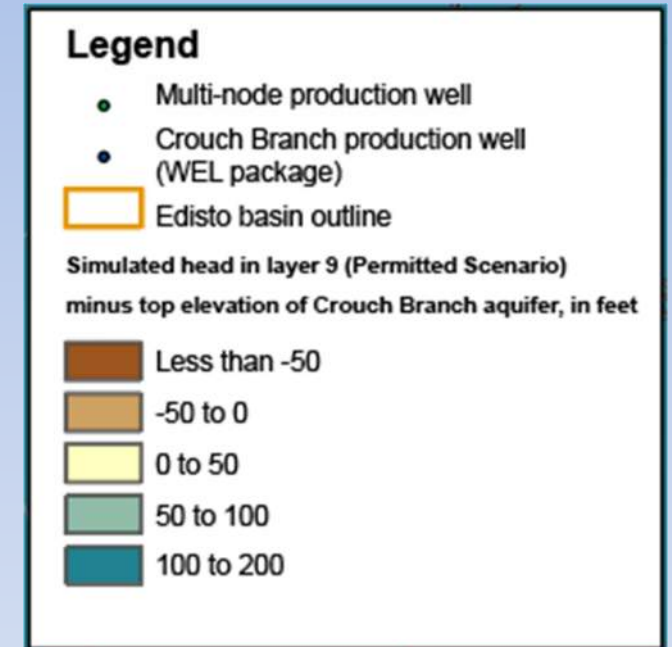 Legend
Multi-node production well
Crouch Branch production well
(WEL package)
Edisto basin outline
Simulated head in layer 9 (Permitted Scenario)
minus top elevation of Crouch Branch aquifer, in feet
Less than -50
-50 to 0
0 to 50
50 to 100
100 to 200